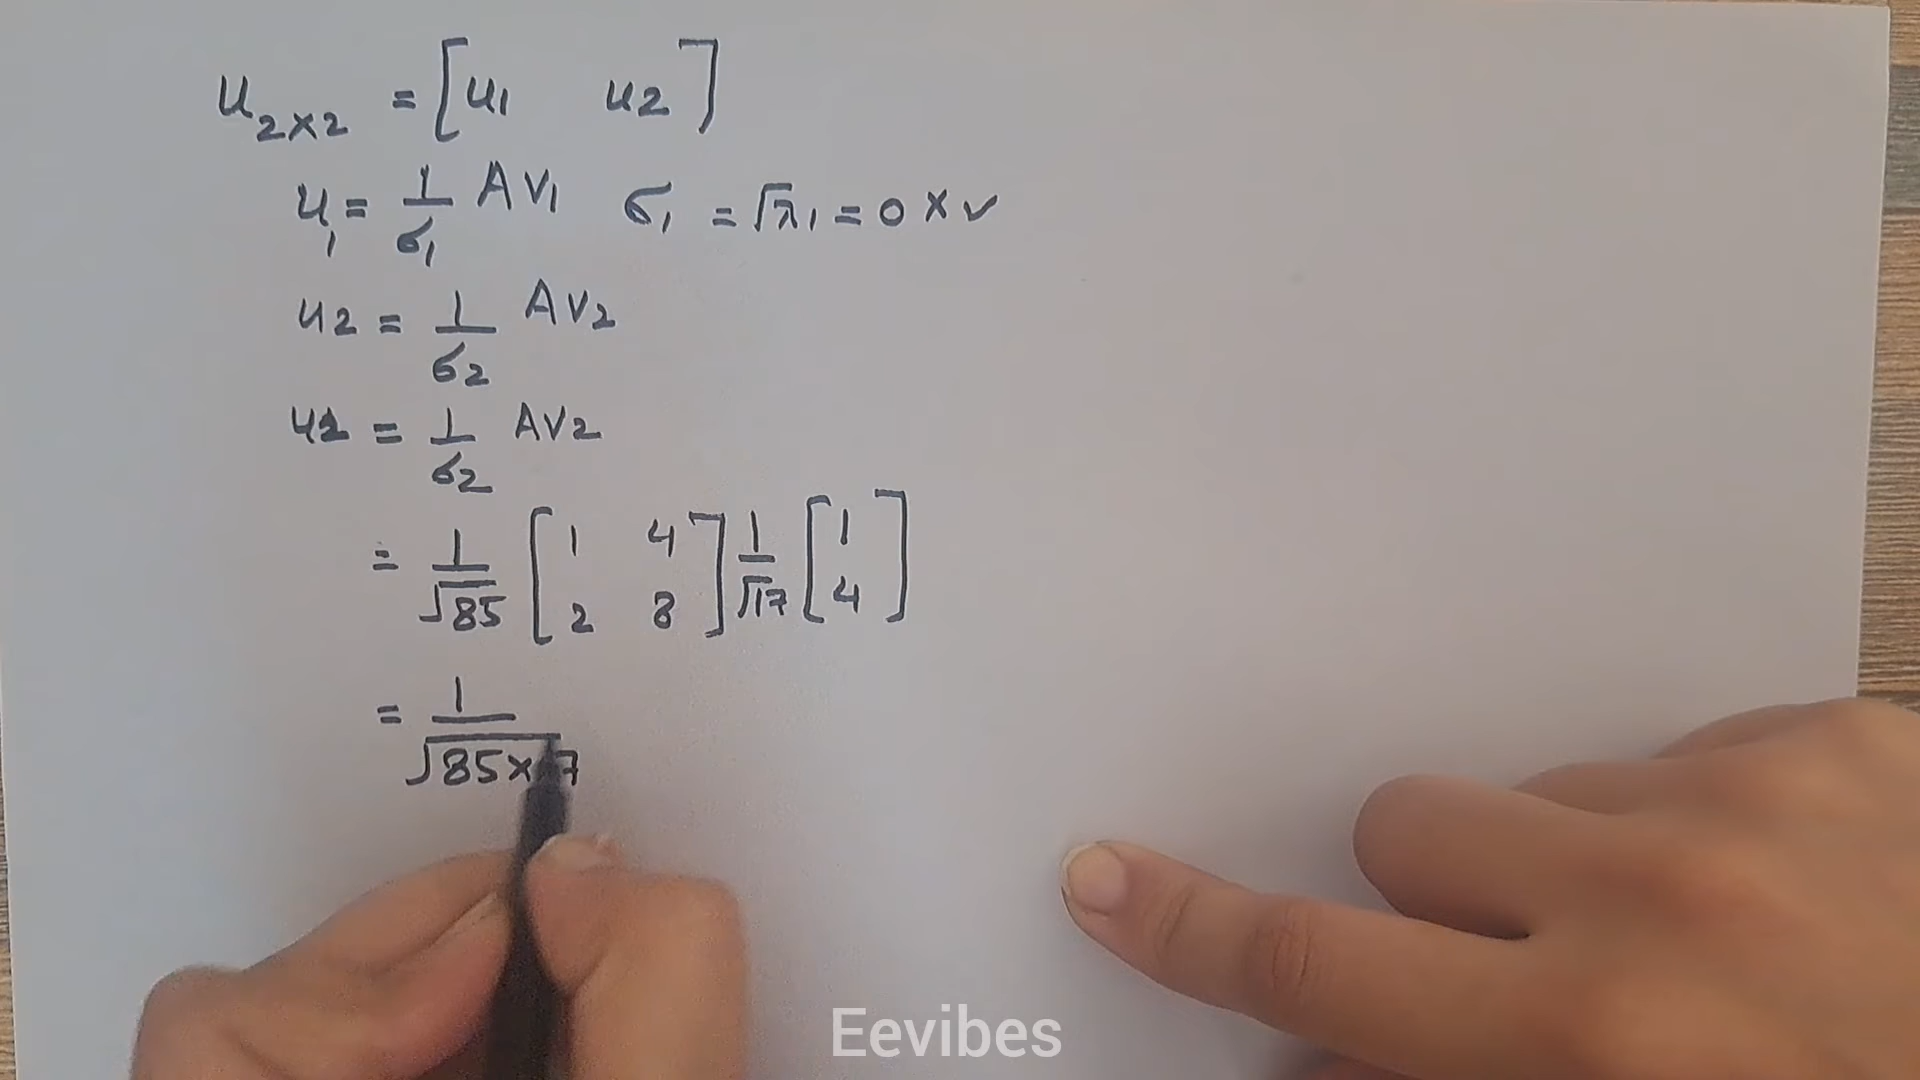 U₂ₓ₂ = [u₁ u₂]
u₁ = 1/σ₁ AV₁ σ₁ = √λ₁ = 0 × ✓
u₂ = 1/σ₂ AV₂
u₂ = 1/σ₂ AV₂
= 1/√85 [1 4; 2 8] 1/√17 [1; 4]
= 1/√85×
Eevibes